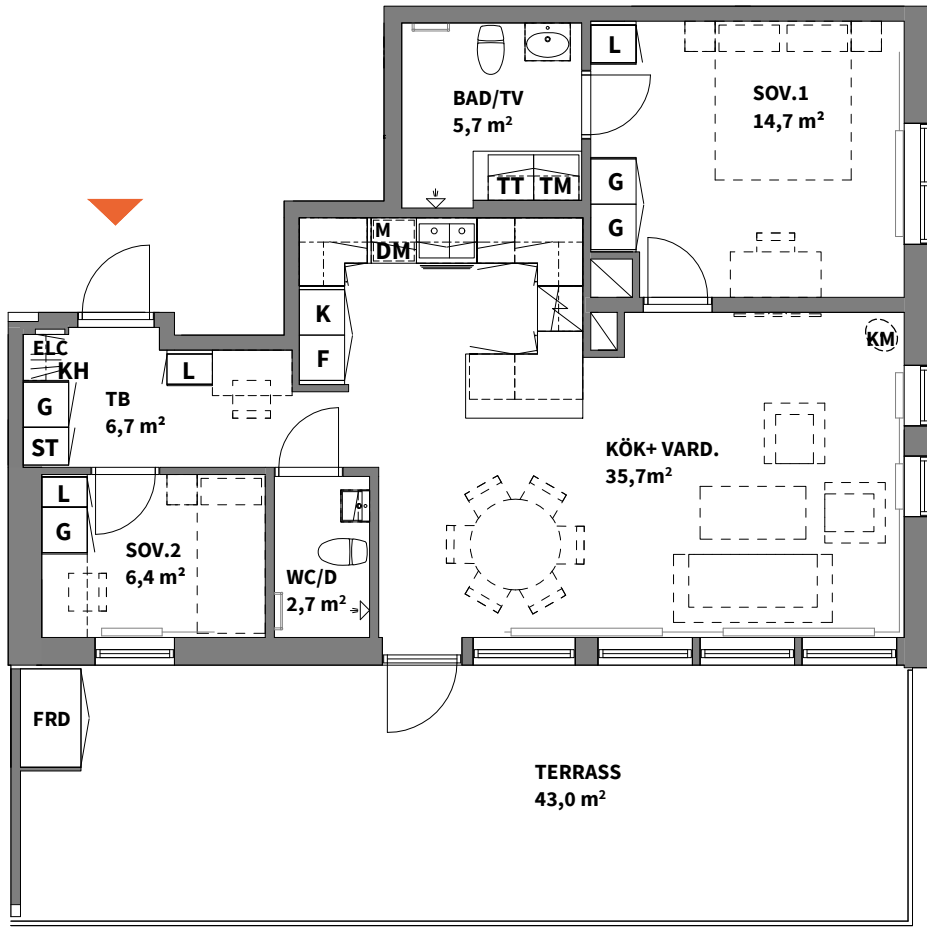 L
BAD/TV
5,7 m²
SOV.1
14,7 m²
TT TM
G
G
M
DM
K
F
ELC
KH
L
KM
G
ST
TB
6,7 m²
KÖK+ VARD.
35,7m²
L
G
SOV.2
6,4 m²
WC/D
2,7 m²
FRD
TERRASS
43,0 m²